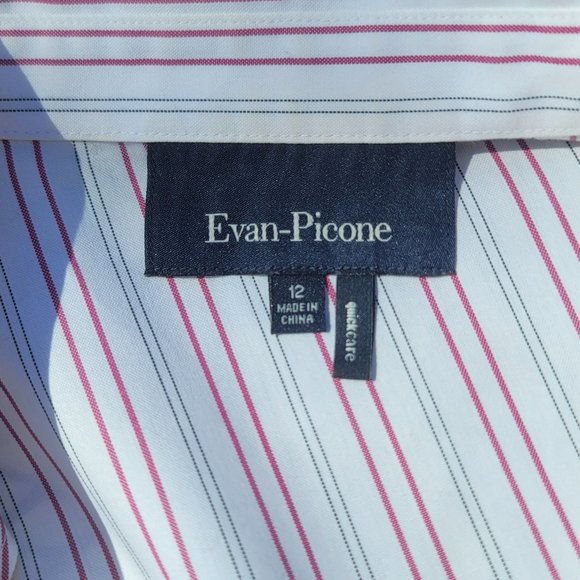 Evan-Picone
12
MADE IN
CHINA
quickcare